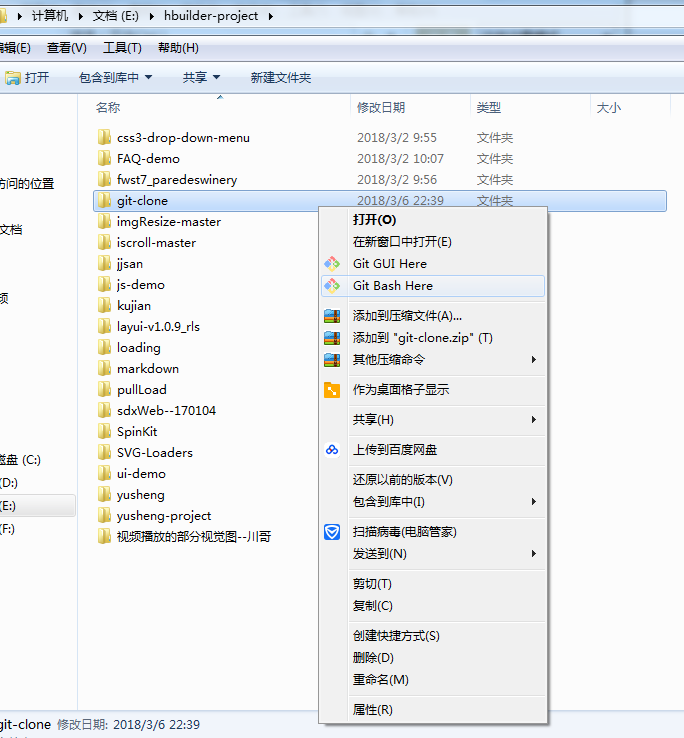 计算机 文档 (E:) hbuilder-project
编辑(E) 查看(V) 工具(T) 帮助(H)
打开 包含到库中 共享 新建文件夹
名称 修改日期 类型 大小
css3-drop-down-menu 2018/3/2 9:55 文件夹
FAQ-demo 2018/3/2 10:07 文件夹
fwst7_paredeswinery 2018/3/2 9:56 文件夹
git-clone 2018/3/6 22:39 文件夹
imgResize-master
iscroll-master
jjsan
js-demo
kujian
layui-v1.0.9_rls
loading
markdown
pullLoad
sdxWeb--170104
SpinKit
SVG-Loaders
ui-demo
yusheng
yusheng-project
视频播放的部分视觉图--川哥
访问的位置
文档
频
磁盘 (C:)
(D:)
(E:)
(F:)
打开(O)
在新窗口中打开(E)
Git GUI Here
Git Bash Here
添加到压缩文件(A)...
添加到 "git-clone.zip" (T)
其他压缩命令
作为桌面格子显示
共享(H)
上传到百度网盘
还原以前的版本(V)
包含到库中(I)
扫描病毒(电脑管家)
发送到(N)
剪切(T)
复制(C)
创建快捷方式(S)
删除(D)
重命名(M)
属性(R)
git-clone 修改日期: 2018/3/6 22:39